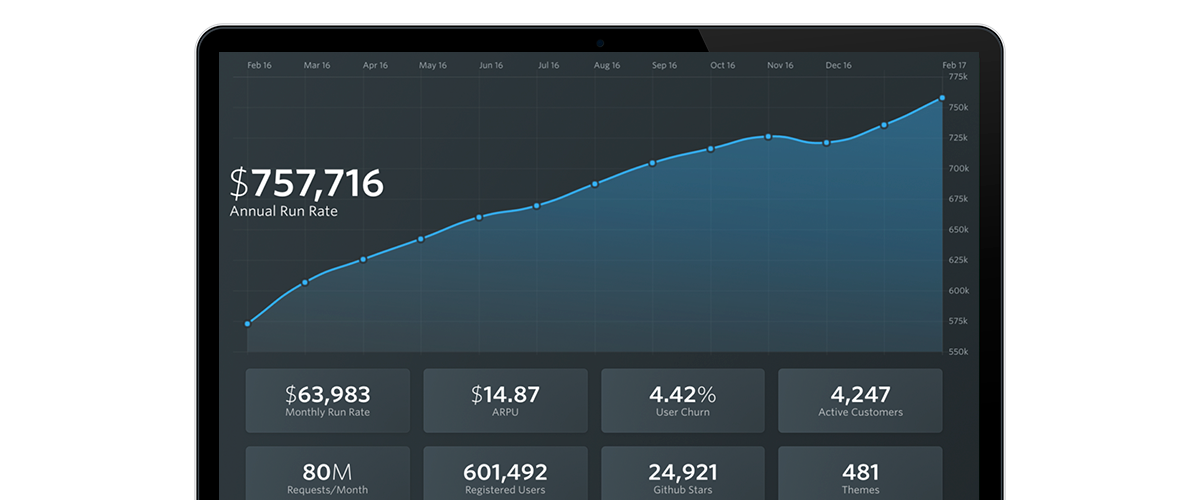 Feb 16 Mar 16 Apr 16 May 16 Jun 16 Jul 16 Aug 16 Sep 16 Oct 16 Nov 16 Dec 16 Feb 17
775k
750k
725k
700k
675k
650k
625k
600k
575k
550k
$757,716
Annual Run Rate
$63,983
Monthly Run Rate
$14.87
ARPU
4.42%
User Churn
4,247
Active Customers
80M
Requests/Month
601,492
Registered Users
24,921
Github Stars
481
Themes